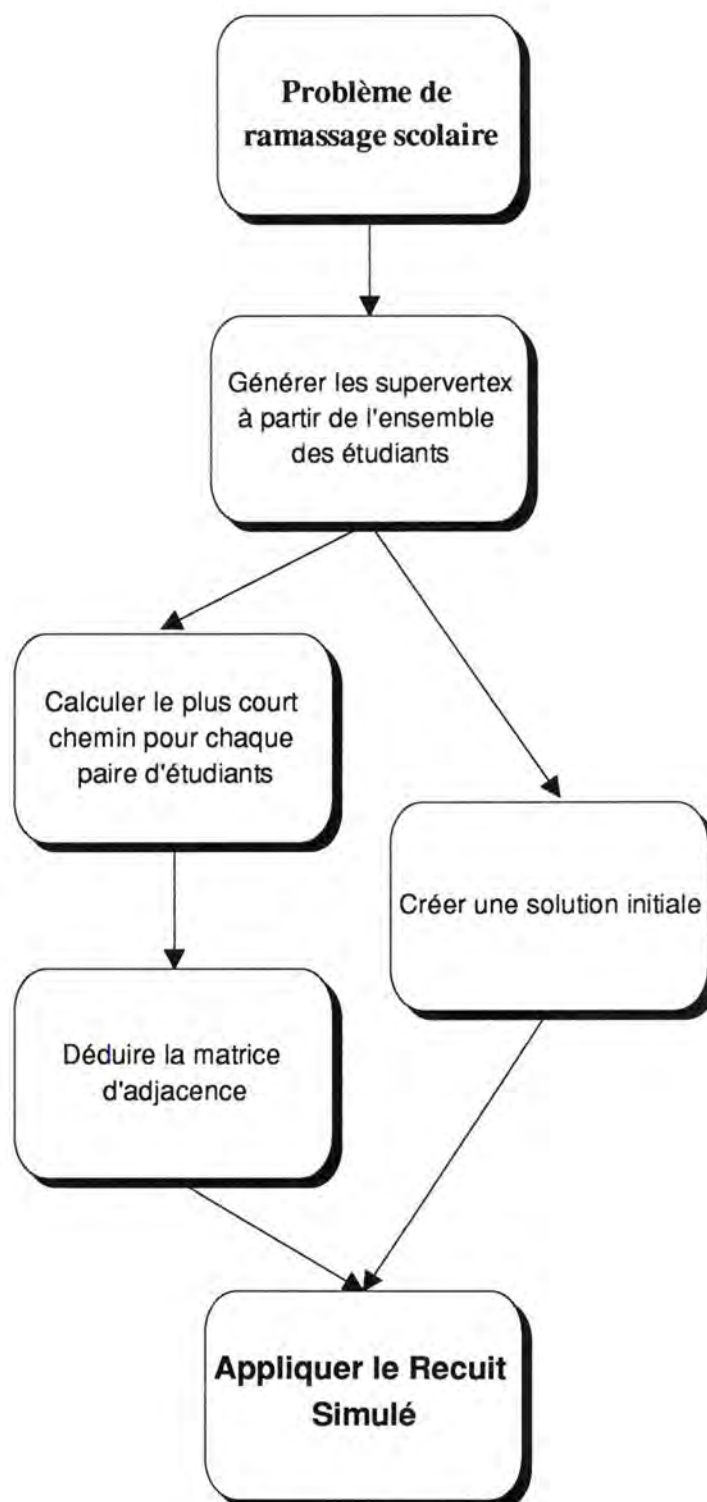 Problème de
ramassage scolaire
Générer les supervertex
à partir de l'ensemble
des étudiants
Calculer le plus court
chemin pour chaque
paire d'étudiants
Créer une solution initiale
Déduire la matrice
d'adjacence
Appliquer le Recuit
Simulé